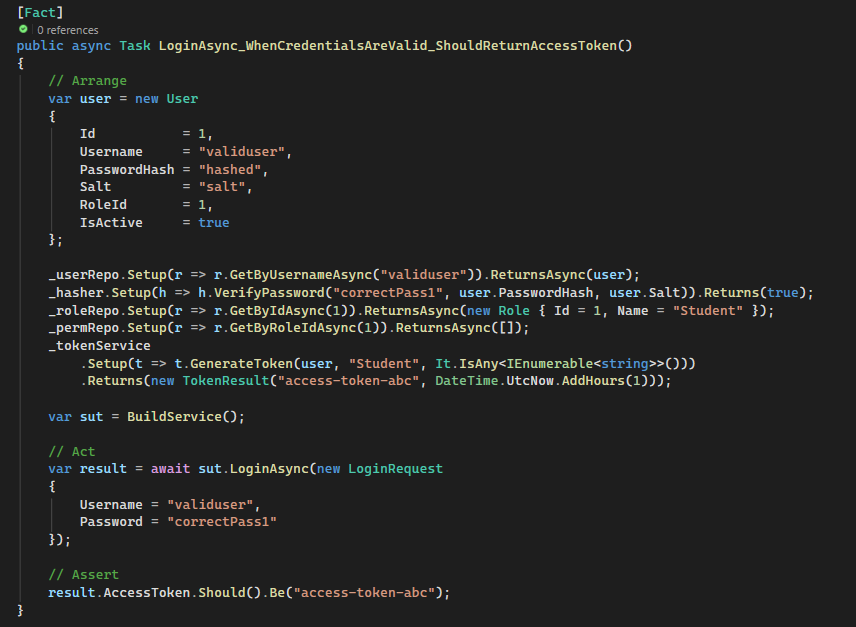 [Fact]
0 references
public async Task LoginAsync_WhenCredentialsAreValid_ShouldReturnAccessToken()
{
    // Arrange
    var user = new User
    {
        Id           = 1,
        Username     = "validuser",
        PasswordHash = "hashed",
        Salt         = "salt",
        RoleId       = 1,
        IsActive     = true
    };

    _userRepo.Setup(r => r.GetByUsernameAsync("validuser")).ReturnsAsync(user);
    _hasher.Setup(h => h.VerifyPassword("correctPass1", user.PasswordHash, user.Salt)).Returns(true);
    _roleRepo.Setup(r => r.GetByIdAsync(1)).ReturnsAsync(new Role { Id = 1, Name = "Student" });
    _permRepo.Setup(r => r.GetByRoleIdAsync(1)).ReturnsAsync([]);
    _tokenService
        .Setup(t => t.GenerateToken(user, "Student", It.IsAny<IEnumerable<string>>()))
        .Returns(new TokenResult("access-token-abc", DateTime.UtcNow.AddHours(1)));

    var sut = BuildService();

    // Act
    var result = await sut.LoginAsync(new LoginRequest
    {
        Username = "validuser",
        Password = "correctPass1"
    });

    // Assert
    result.AccessToken.Should().Be("access-token-abc");
}